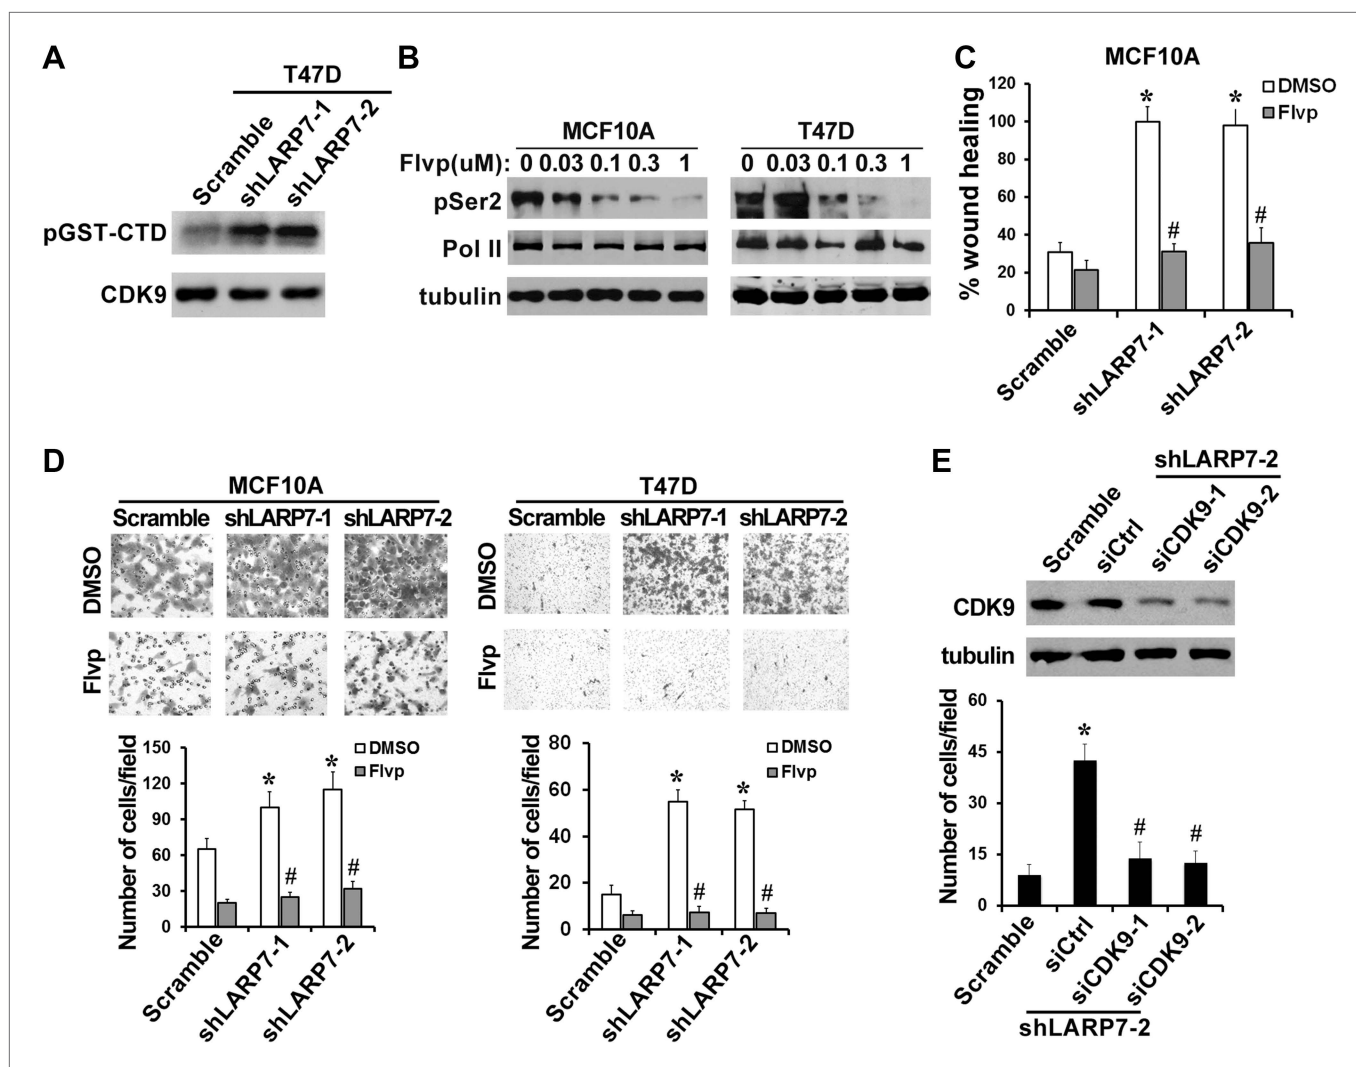 A
T47D
Scramble
shLARP7-1
shLARP7-2
pGST-CTD
CDK9
B
MCF10A
T47D
Flvp(uM): 0 0.03 0.1 0.3 1 0 0.03 0.1 0.3 1
pSer2
Pol II
tubulin
C
MCF10A
DMSO
Flvp
% wound healing
120
100
80
60
40
20
0
*
*
#
#
Scramble
shLARP7-1
shLARP7-2
D
MCF10A
Scramble shLARP7-1 shLARP7-2
DMSO
Flvp
Number of cells/field
150
120
90
60
30
0
DMSO
Flvp
*
*
#
#
Scramble
shLARP7-1
shLARP7-2
T47D
Scramble shLARP7-1 shLARP7-2
DMSO
Flvp
Number of cells/field
80
60
40
20
0
DMSO
Flvp
*
*
#
#
Scramble
shLARP7-1
shLARP7-2
E
shLARP7-2
Scramble
siCtrl
siCDK9-1
siCDK9-2
CDK9
tubulin
Number of cells/field
60
45
30
15
0
*
#
#
Scramble
siCtrl
siCDK9-1
siCDK9-2
shLARP7-2